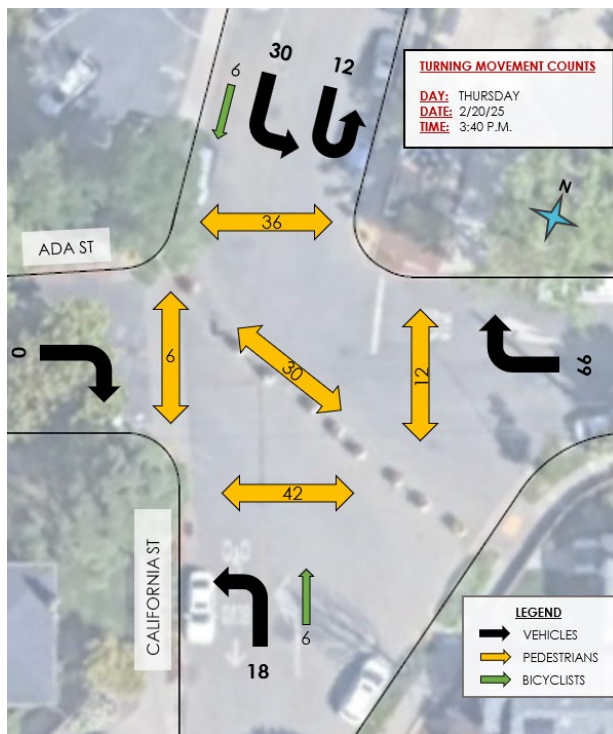 30
12
6
TURNING MOVEMENT COUNTS
DAY: THURSDAY
DATE: 2/20/25
TIME: 3:40 P.M.
N
36
ADA ST
0
6
30
12
66
42
CALIFORNIA ST
18
6
LEGEND
VEHICLES
PEDESTRIANS
BICYCLISTS